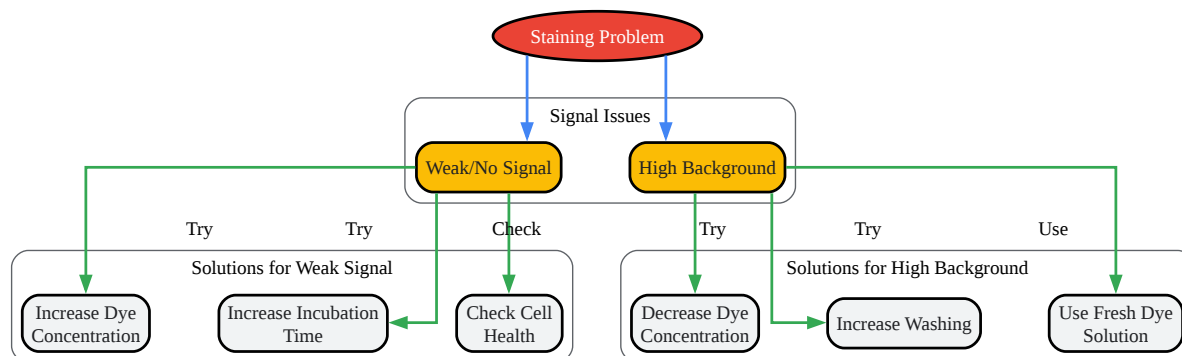 Staining Problem
Signal Issues
Weak/No Signal
High Background
Try
Try
Check
Try
Try
Use
Solutions for Weak Signal
Solutions for High Background
Increase Dye
Concentration
Increase Incubation
Time
Check Cell
Health
Decrease Dye
Concentration
Increase Washing
Use Fresh Dye
Solution